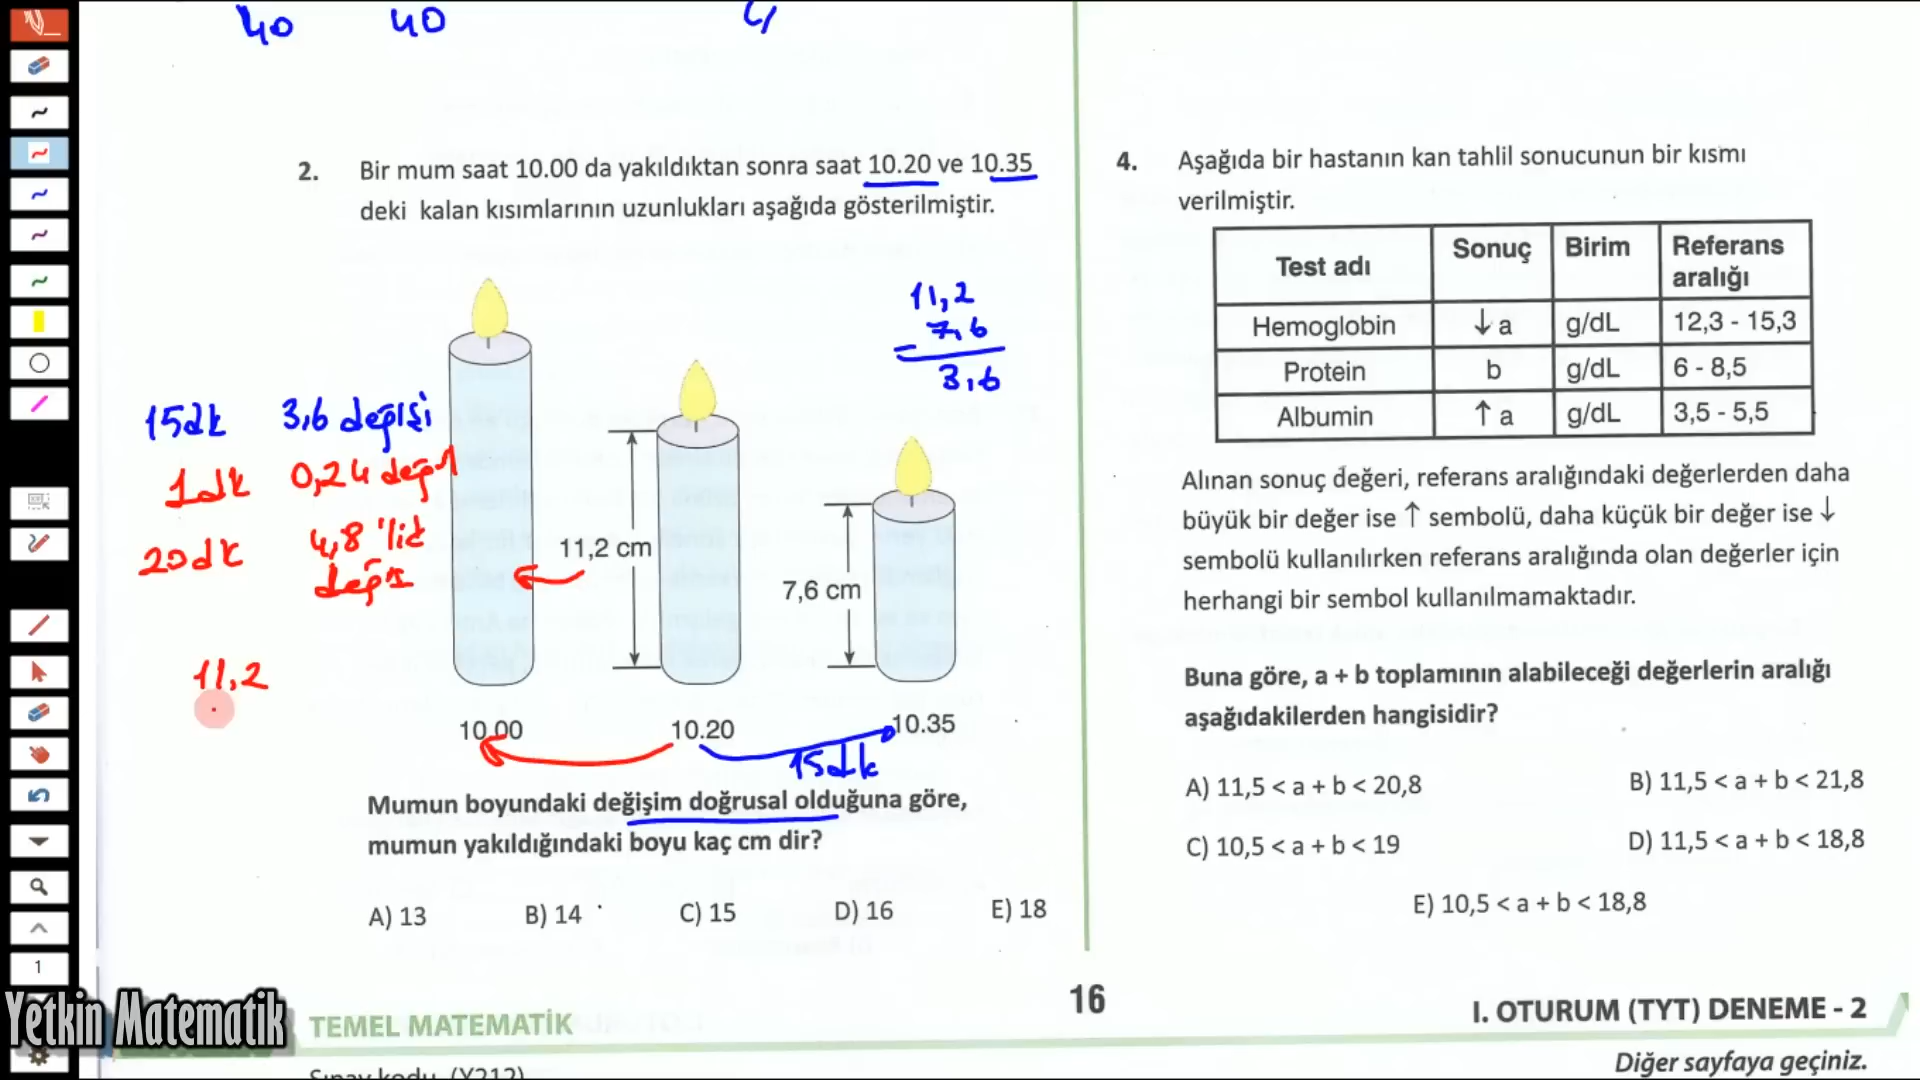 40 40
2. Bir mum saat 10.00 da yakıldıktan sonra saat 10.20 ve 10.35
deki kalan kısımlarının uzunlukları aşağıda gösterilmiştir.
11,2
- 7,6
3,6
15dk 3,6 değişi
1dk 0,24 değ
20dk 4,8 'lik
değiş
11,2 cm
7,6 cm
11,2
10.00 10.20 10.35
15dk
Mumun boyundaki değişim doğrusal olduğuna göre,
mumun yakıldığındaki boyu kaç cm dir?
A) 13 B) 14 C) 15 D) 16 E) 18
4. Aşağıda bir hastanın kan tahlil sonucunun bir kısmı
verilmiştir.
Test adı Sonuç Birim Referans
aralığı
Hemoglobin ↓ a g/dL 12,3 - 15,3
Protein b g/dL 6 - 8,5
Albumin ↑ a g/dL 3,5 - 5,5
Alınan sonuç değeri, referans aralığındaki değerlerden daha
büyük bir değer ise ↑ sembolü, daha küçük bir değer ise ↓
sembolü kullanılırken referans aralığında olan değerler için
herhangi bir sembol kullanılmamaktadır.
Buna göre, a + b toplamının alabileceği değerlerin aralığı
aşağıdakilerden hangisidir?
A) 11,5 < a + b < 20,8 B) 11,5 < a + b < 21,8
C) 10,5 < a + b < 19 D) 11,5 < a + b < 18,8
E) 10,5 < a + b < 18,8
1
Yetkin Matematik
TEMEL MATEMATİK
16
I. OTURUM (TYT) DENEME - 2
Diğer sayfaya geçiniz.